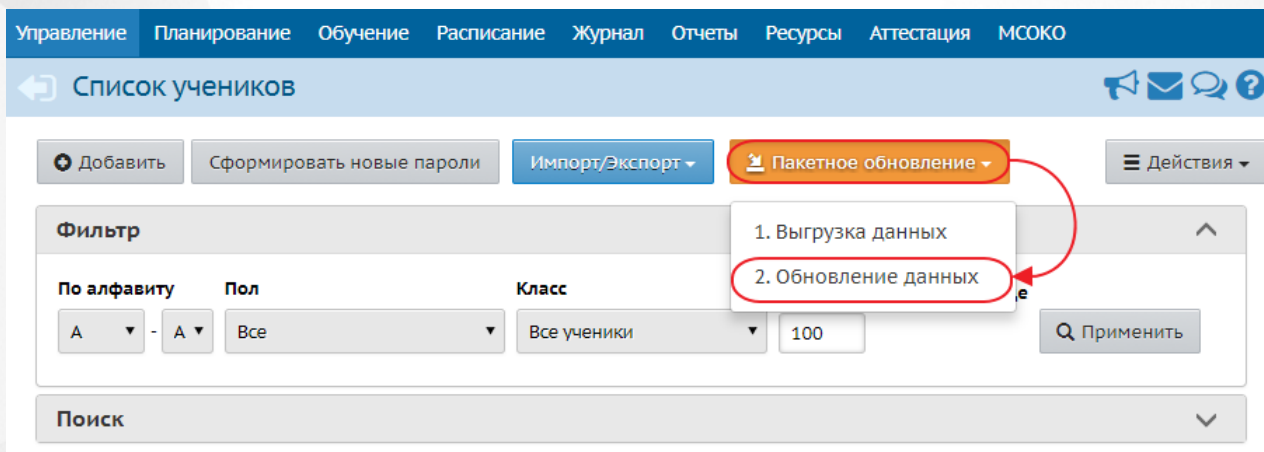 Управление Планирование Обучение Расписание Журнал Отчеты Ресурсы Аттестация МСОКО
Список учеников
Добавить Сформировать новые пароли Импорт/Экспорт Пакетное обновление Действия
Фильтр
1. Выгрузка данных
2. Обновление данных
По алфавиту Пол Класс
А - А Все Все ученики 100 Применить
Поиск